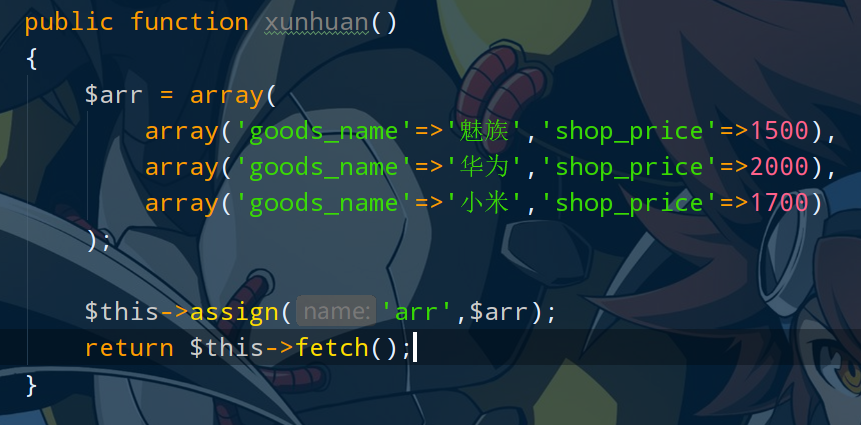 public function xunhuan()
{
$arr = array(
array('goods_name'=>'魅族','shop_price'=>1500),
array('goods_name'=>'华为','shop_price'=>2000),
array('goods_name'=>'小米','shop_price'=>1700)
);
$this->assign( name: 'arr',$arr);
return $this->fetch();
}